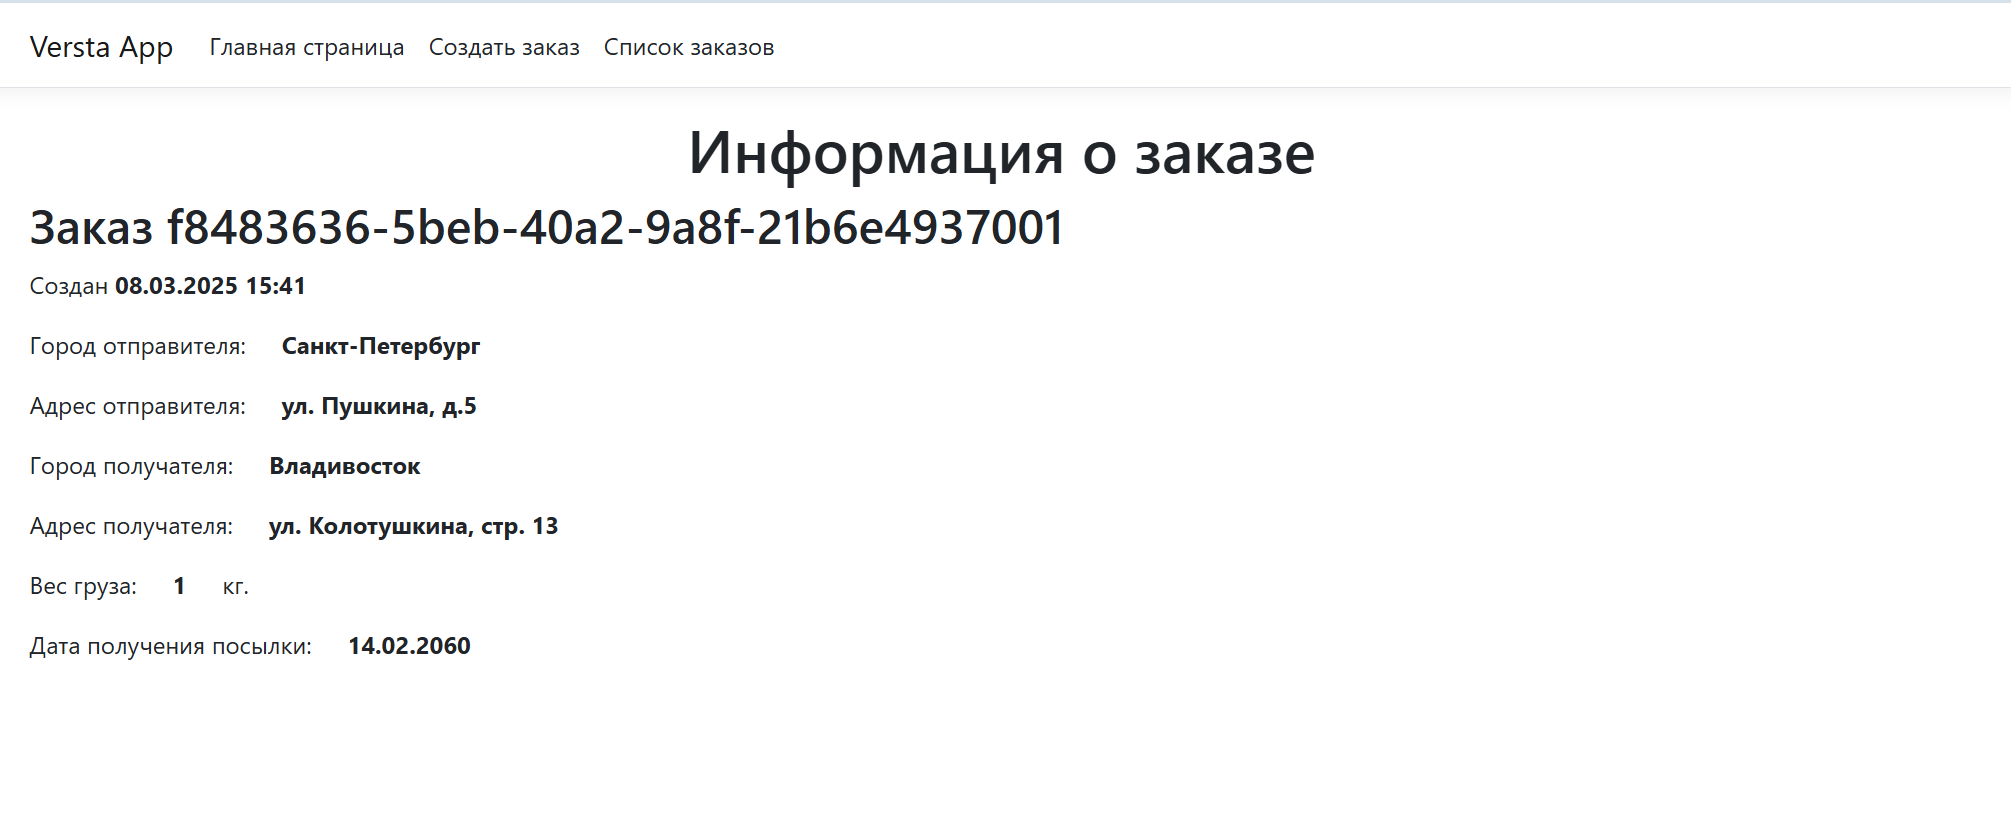 Versta App Главная страница Создать заказ Список заказов
Информация о заказе
Заказ f8483636-5beb-40a2-9a8f-21b6e4937001
Создан 08.03.2025 15:41
Город отправителя: Санкт-Петербург
Адрес отправителя: ул. Пушкина, д.5
Город получателя: Владивосток
Адрес получателя: ул. Колотушкина, стр. 13
Вес груза: 1 кг.
Дата получения посылки: 14.02.2060